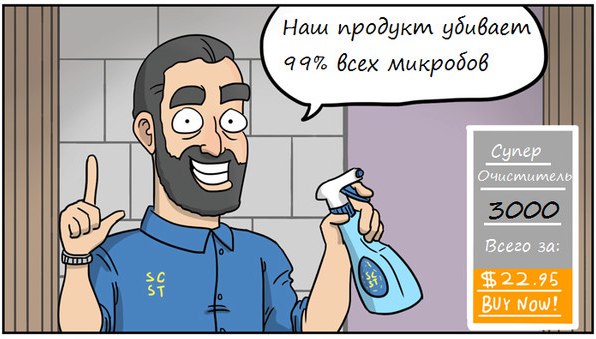 Наш продукт убивает
99% всех микробов
Супер
Очиститель
3000
Всего за:
$22.95
BUY NOW!
SC
ST
SC
ST